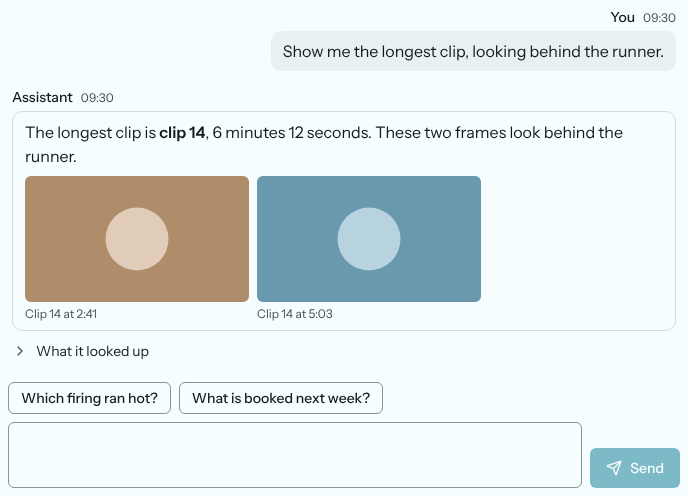 You 09:30
Show me the longest clip, looking behind the runner.
Assistant 09:30
The longest clip is clip 14, 6 minutes 12 seconds. These two frames look behind the
runner.
Clip 14 at 2:41
Clip 14 at 5:03
What it looked up
Which firing ran hot?
What is booked next week?
Send